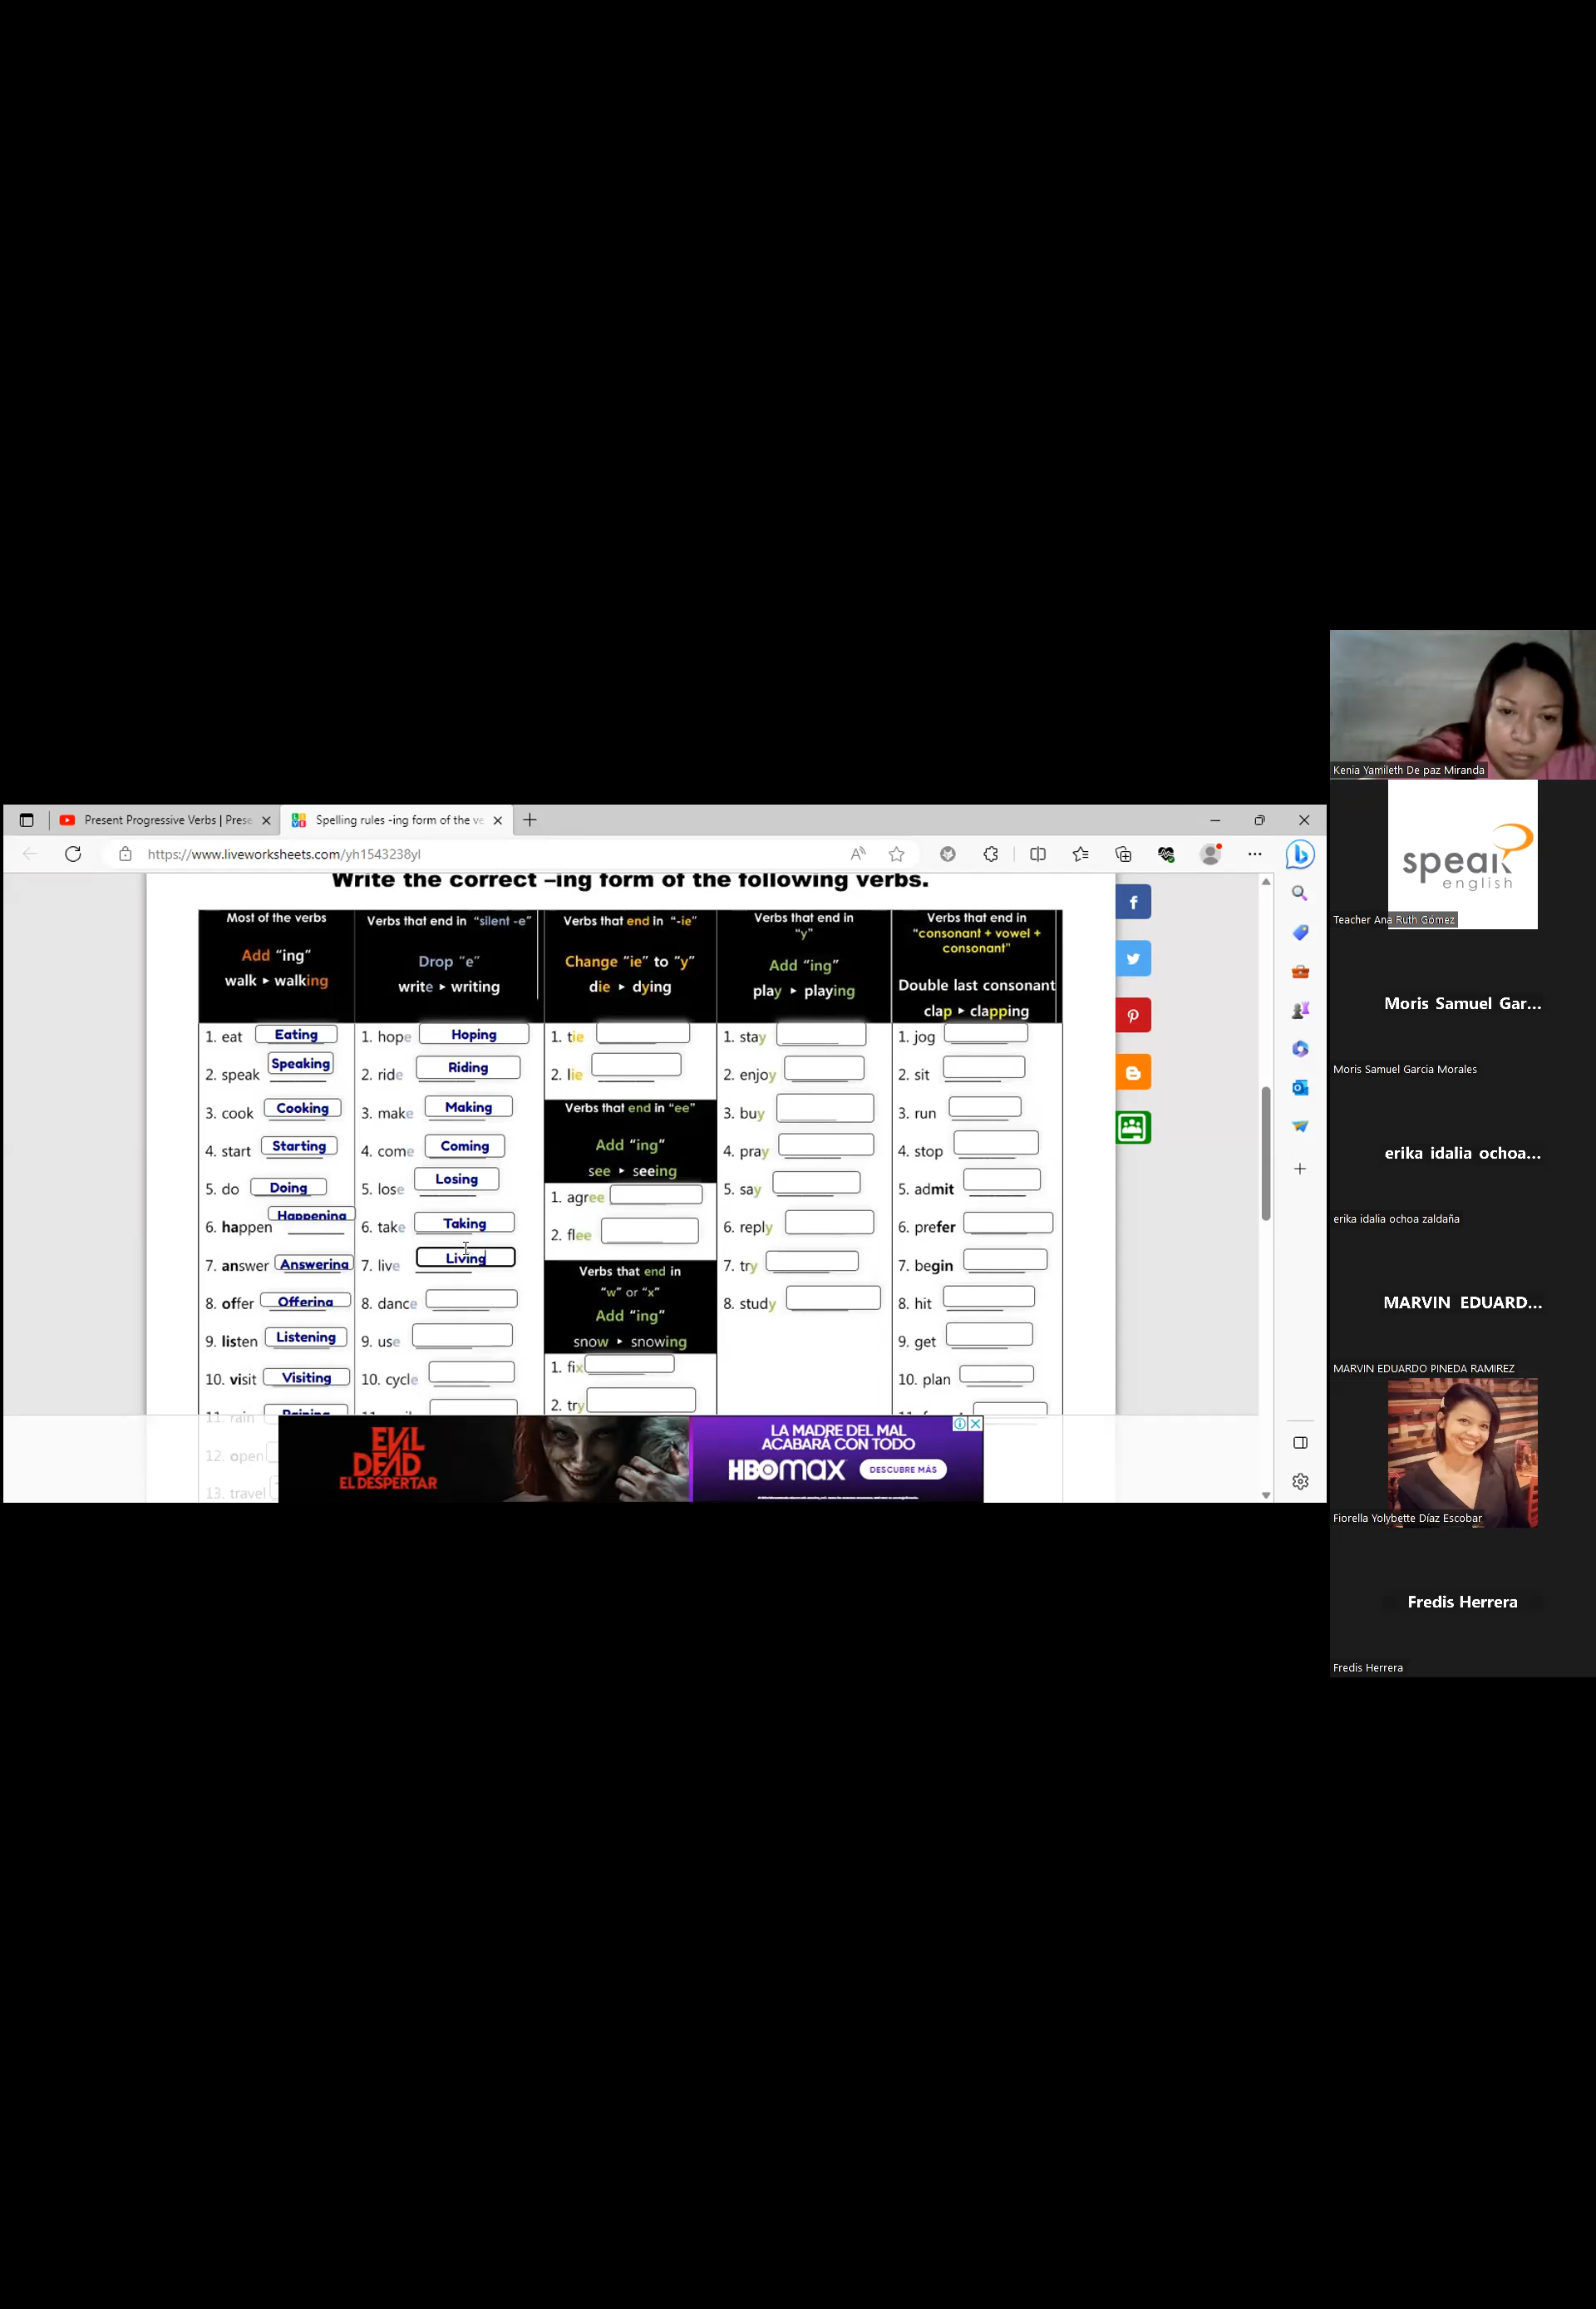 Present Progressive Verbs | Prese
Spelling rules -ing form of the ve
https://www.liveworksheets.com/yh1543238yl
Write the correct –ing form of the following verbs.
Most of the verbs
Add “ing”
walk ▸ walking
1. eat Eating
2. speak Speaking
3. cook Cooking
4. start Starting
5. do Doing
6. happen Happening
7. answer Answering
8. offer Offering
9. listen Listening
10. visit Visiting
11. rain Raining
12. open
13. travel
Verbs that end in “silent -e”
Drop “e”
write ▸ writing
1. hope Hoping
2. ride Riding
3. make Making
4. come Coming
5. lose Losing
6. take Taking
7. live Living
8. dance
9. use
10. cycle
Verbs that end in “-ie”
Change “ie” to “y”
die ▸ dying
1. tie
2. lie
Verbs that end in “ee”
Add “ing”
see ▸ seeing
1. agree
2. flee
Verbs that end in
“w” or “x”
Add “ing”
snow ▸ snowing
1. fix
2. try
Verbs that end in
“y”
Add “ing”
play ▸ playing
1. stay
2. enjoy
3. buy
4. pray
5. say
6. reply
7. try
8. study
Verbs that end in
“consonant + vowel +
consonant”
Double last consonant
clap ▸ clapping
1. jog
2. sit
3. run
4. stop
5. admit
6. prefer
7. begin
8. hit
9. get
10. plan
EVIL
DEAD
EL DESPERTAR
LA MADRE DEL MAL
ACABARÁ CON TODO
HBOmax
DESCUBRE MÁS
Kenia Yamileth De paz Miranda
speak
english
Teacher Ana Ruth Gómez
Moris Samuel Gar...
Moris Samuel Garcia Morales
erika idalia ochoa...
erika idalia ochoa zaldaña
MARVIN EDUARD...
MARVIN EDUARDO PINEDA RAMIREZ
Fiorella Yolybette Díaz Escobar
Fredis Herrera
Fredis Herrera